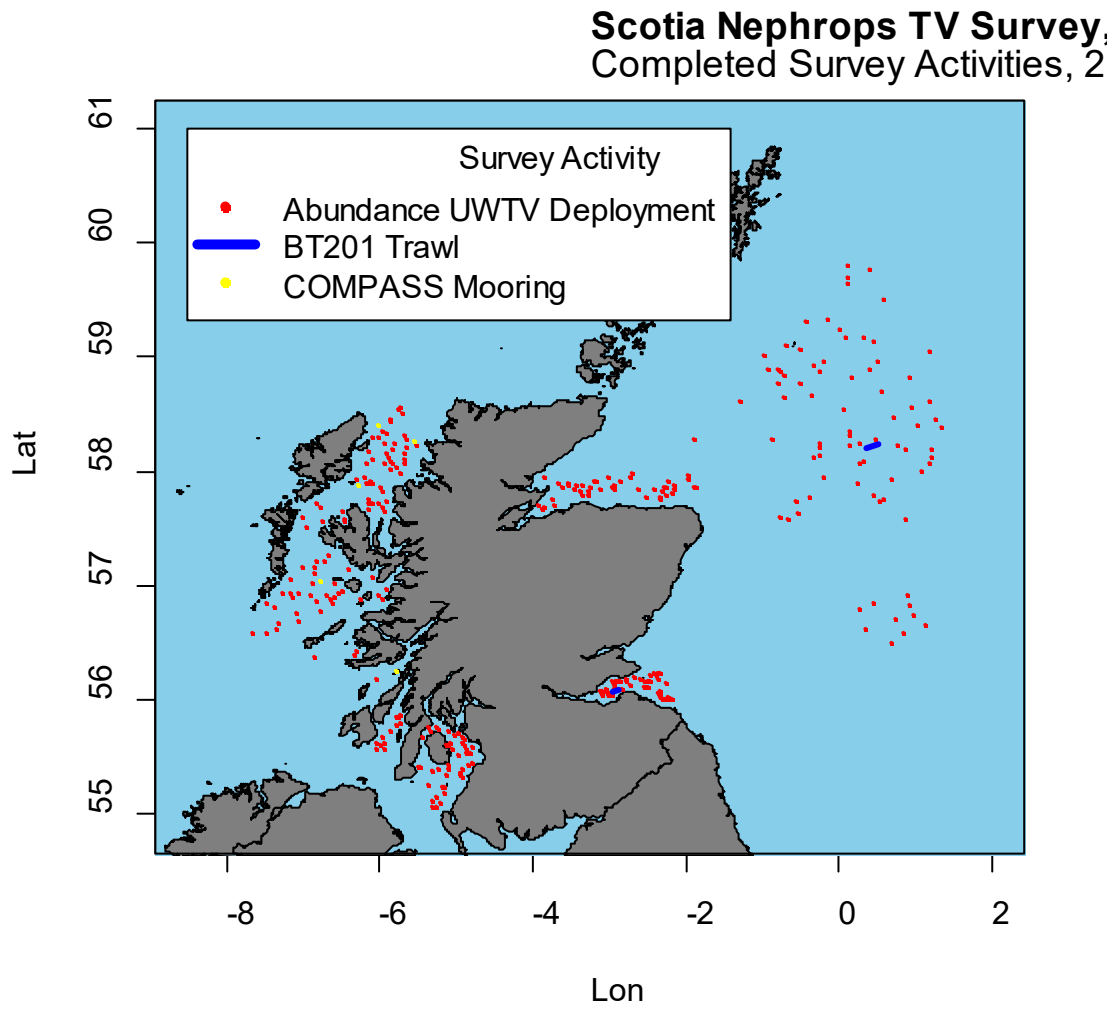 Scotia Nephrops TV Survey,
Completed Survey Activities, 2
Survey Activity
Abundance UWTV Deployment
BT201 Trawl
COMPASS Mooring
61
60
59
58
57
56
55
Lat
-8 -6 -4 -2 0 2
Lon